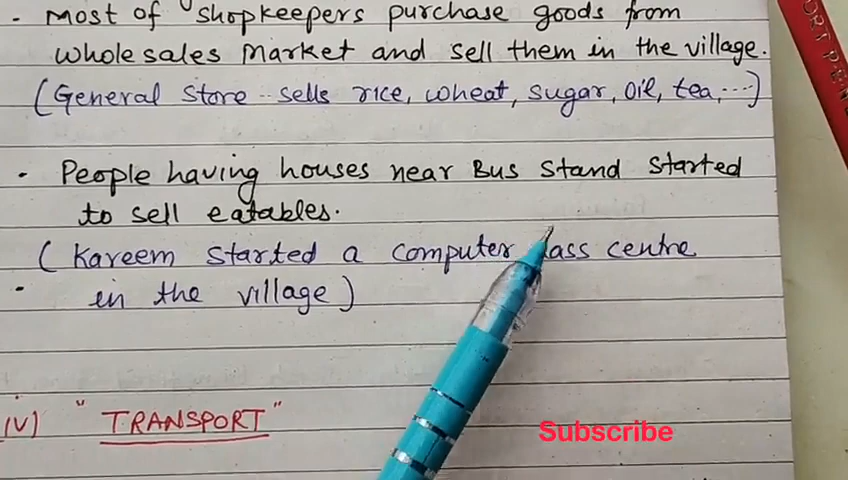 . Most of shopkeepers purchase goods from
wholesales market and sell them in the village.
(General Store .. sells rice, wheat, sugar, oil, tea, ...)
. People having houses near Bus Stand Started
to sell eatables.
( Kareem started a computer lass centre
. in the village )
(IV) " TRANSPORT "
Subscribe